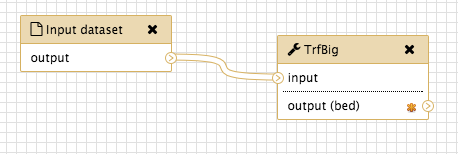 Input dataset
output
TrfBig
input
output (bed)